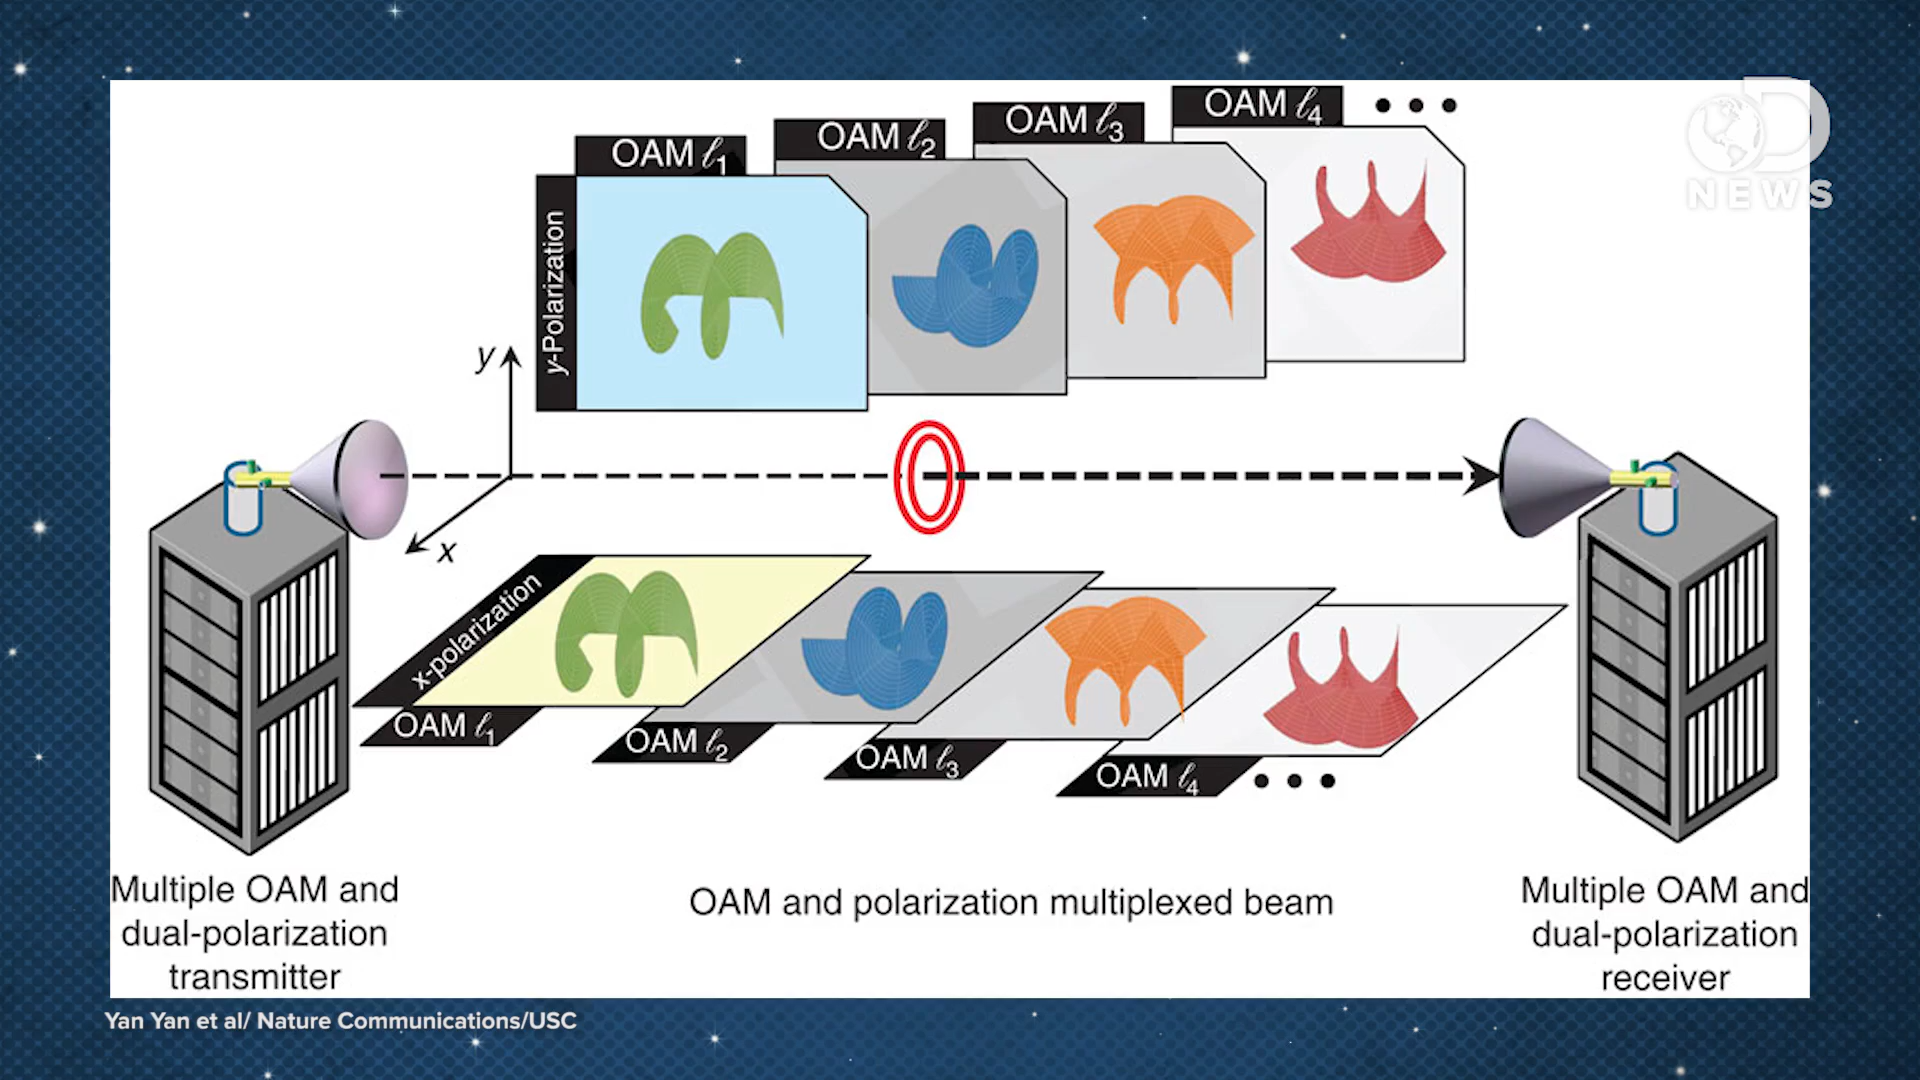 OAM ℓ4
OAM ℓ3
OAM ℓ2
OAM ℓ1
D
NEWS
y-Polarization
y
x
x-polarization
OAM ℓ1
OAM ℓ2
OAM ℓ3
OAM ℓ4
Multiple OAM and
dual-polarization
transmitter
OAM and polarization multiplexed beam
Multiple OAM and
dual-polarization
receiver
Yan Yan et al/ Nature Communications/USC